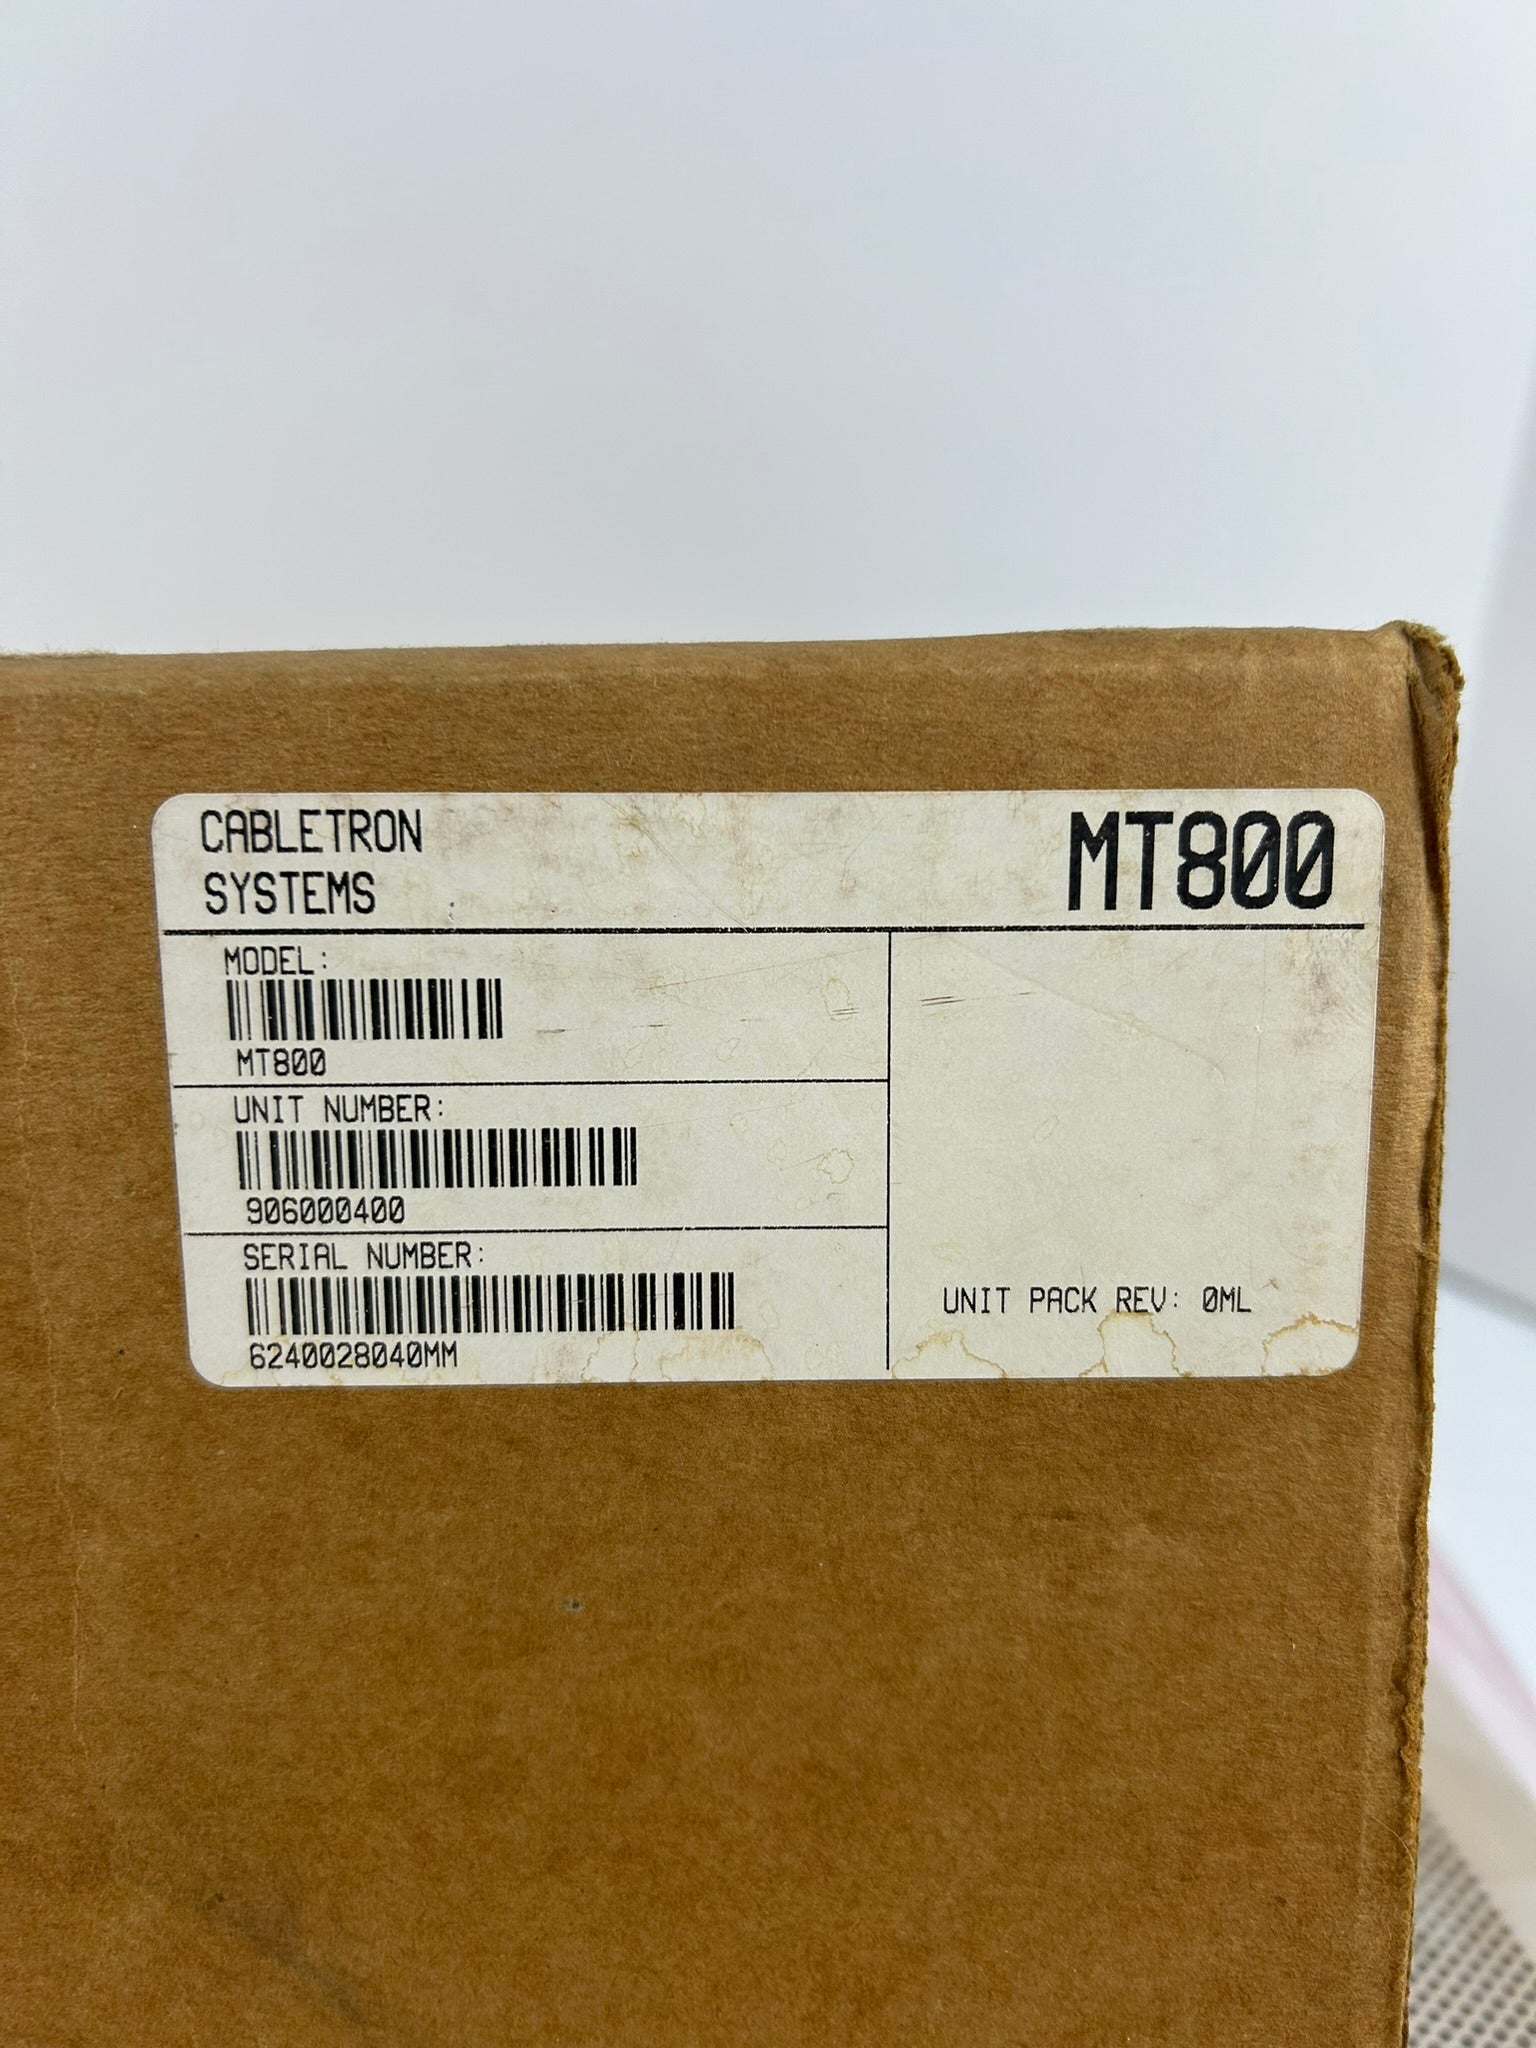 CABLETRON
SYSTEMS
MT800
MODEL:
MT800
UNIT NUMBER:
906000400
SERIAL NUMBER:
6240028040MM
UNIT PACK REV: 0ML